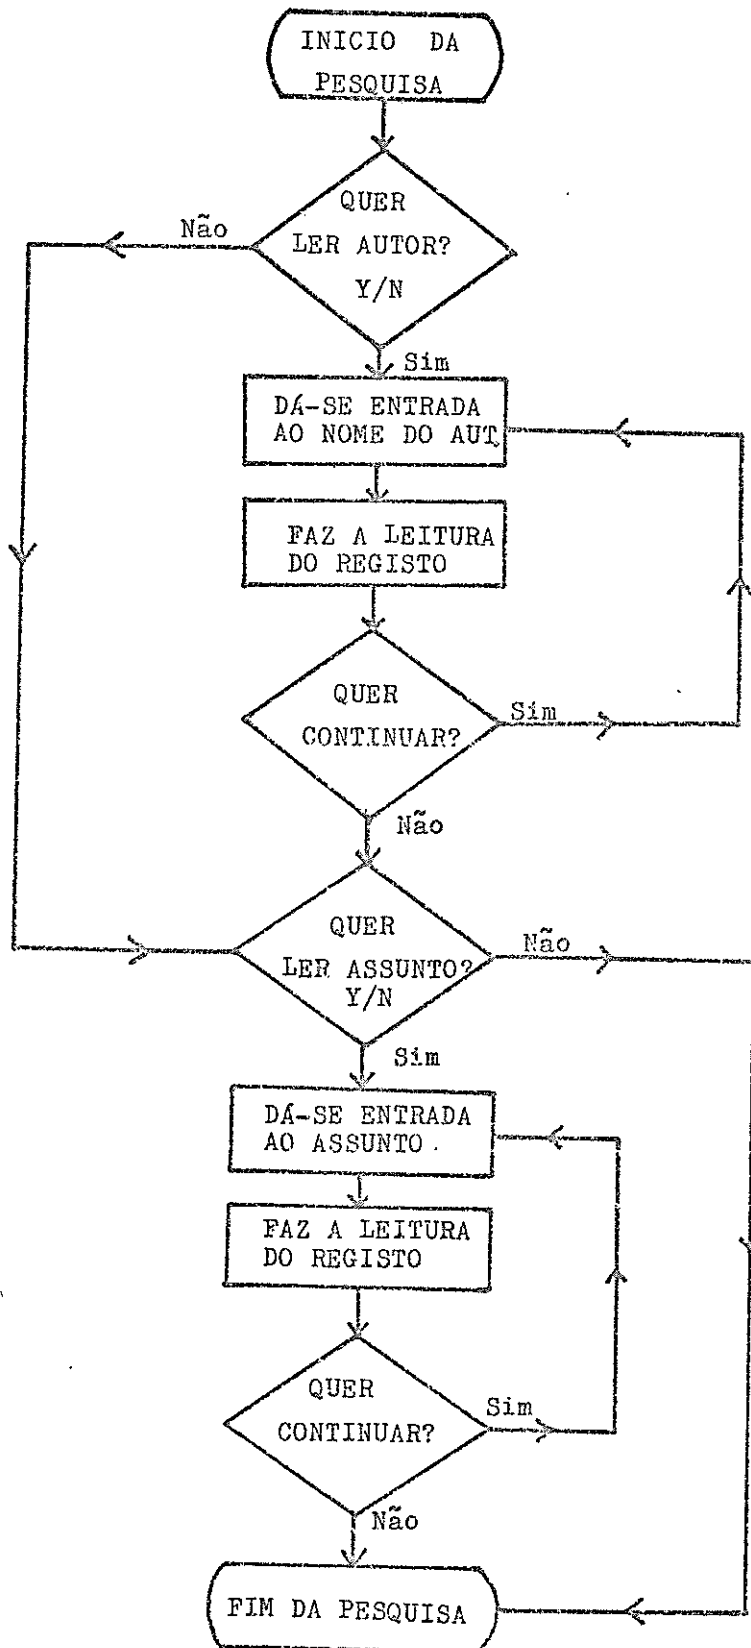 INICIO DA
PESQUISA
QUER
LER AUTOR?
Y/N
Não
Sim
DÁ-SE ENTRADA
AO NOME DO AUT
FAZ A LEITURA
DO REGISTO
QUER
CONTINUAR?
Sim
Não
QUER
LER ASSUNTO?
Y/N
Não
Sim
DÁ-SE ENTRADA
AO ASSUNTO.
FAZ A LEITURA
DO REGISTO
QUER
CONTINUAR?
Sim
Não
FIM DA PESQUISA